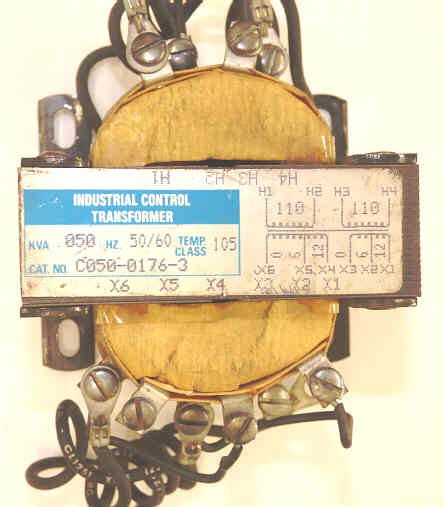 H1 H2 H3 H4
INDUSTRIAL CONTROL
TRANSFORMER
KVA .050 HZ 50/60 TEMP CLASS 105
CAT. NO. C050-0176-3
H1 H2 H3 H4
110 110
0 6 12 0 6 12
X6 X5 X4 X3 X2 X1
X6 X5 X4 X3 X2 X1